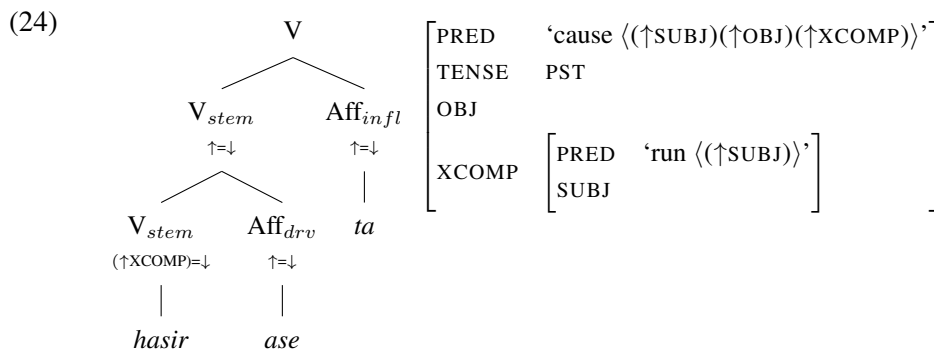 (24)
V
V_stem Aff_infl
↑=↓ ↑=↓
V_stem Aff_drv ta
(↑XCOMP)=↓ ↑=↓
hasir ase
PRED ‘cause ⟨(↑SUBJ)(↑OBJ)(↑XCOMP)⟩’
TENSE PST
OBJ
XCOMP [PRED ‘run ⟨(↑SUBJ)⟩’
SUBJ]